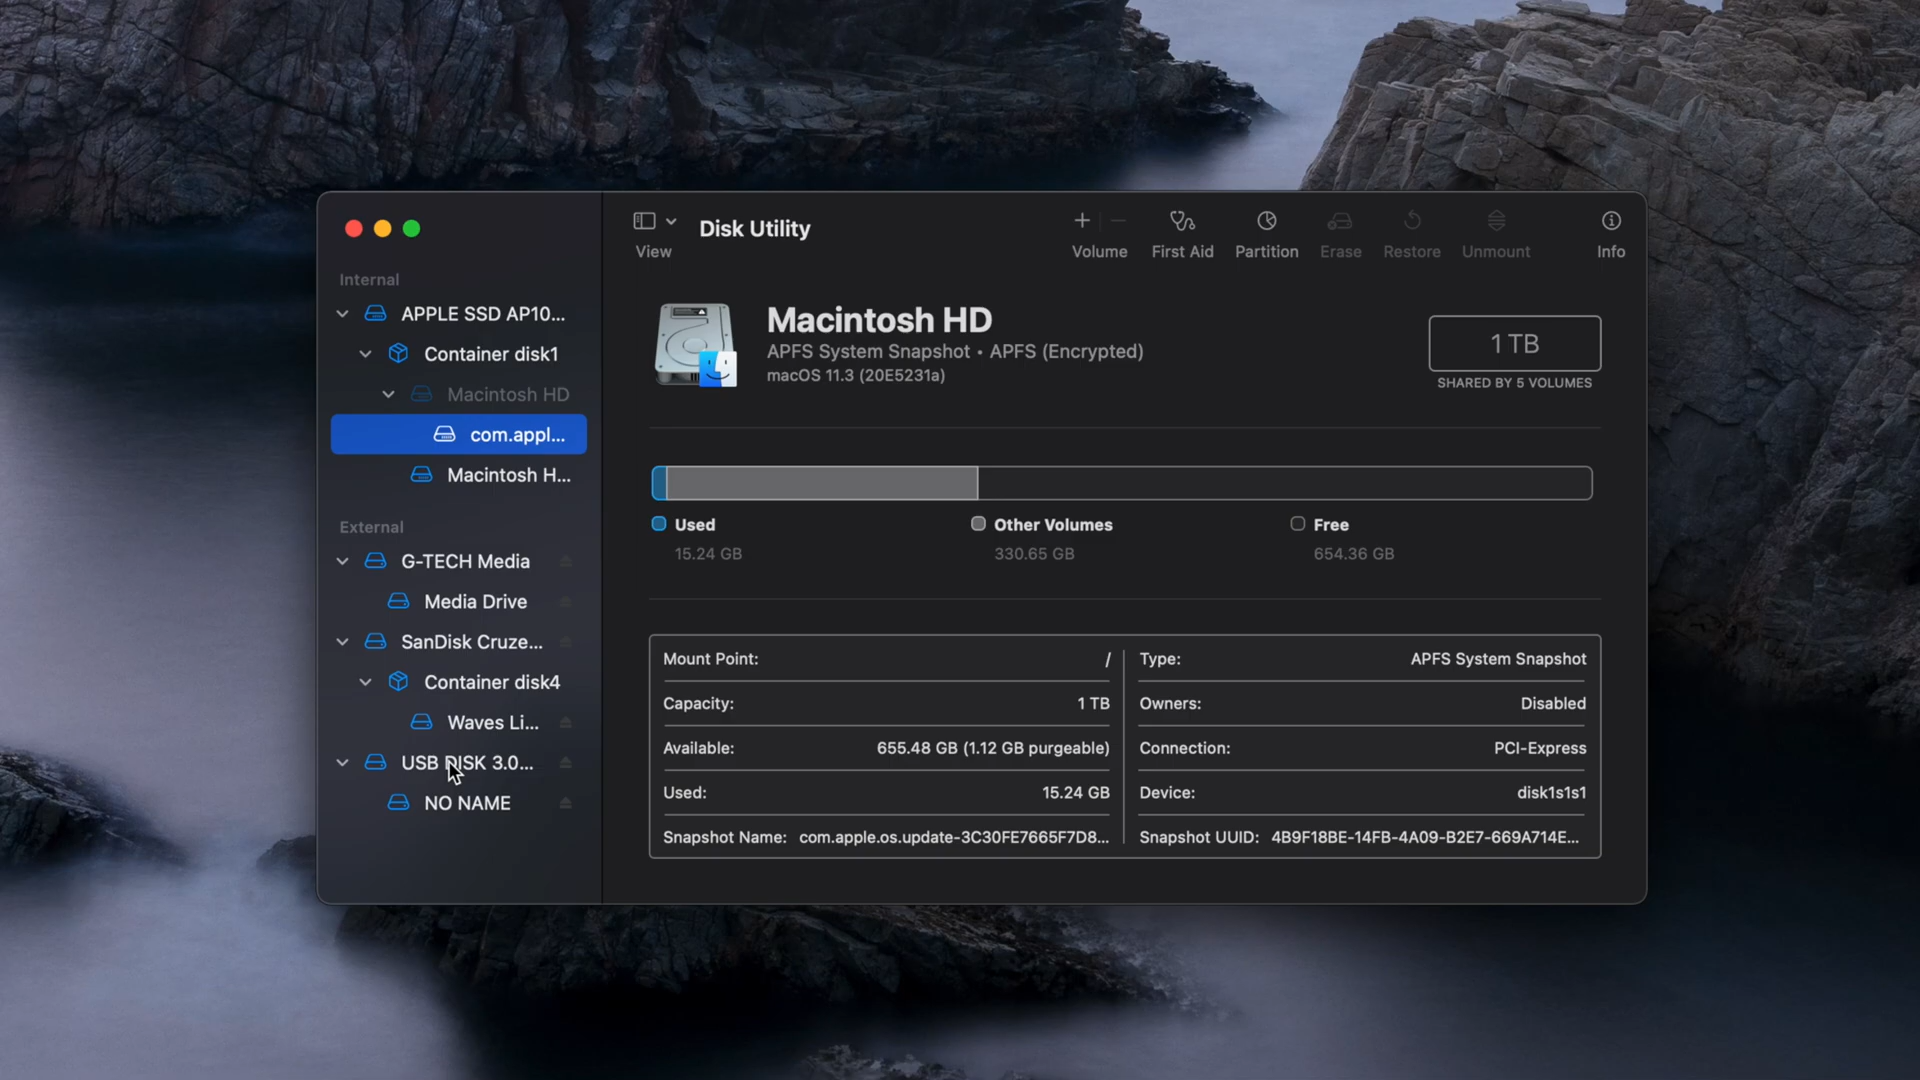 Disk Utility
View
Volume
First Aid
Partition
Erase
Restore
Unmount
Info
Internal
APPLE SSD AP10...
Container disk1
Macintosh HD
com.appl...
Macintosh H...
External
G-TECH Media
Media Drive
SanDisk Cruze...
Container disk4
Waves Li...
USB DISK 3.0...
NO NAME
Macintosh HD
APFS System Snapshot • APFS (Encrypted)
macOS 11.3 (20E5231a)
1 TB
SHARED BY 5 VOLUMES
Used
15.24 GB
Other Volumes
330.65 GB
Free
654.36 GB
Mount Point: /
Capacity: 1 TB
Available: 655.48 GB (1.12 GB purgeable)
Used: 15.24 GB
Snapshot Name: com.apple.os.update-3C30FE7665F7D8...
Type: APFS System Snapshot
Owners: Disabled
Connection: PCI-Express
Device: disk1s1s1
Snapshot UUID: 4B9F18BE-14FB-4A09-B2E7-669A714E...